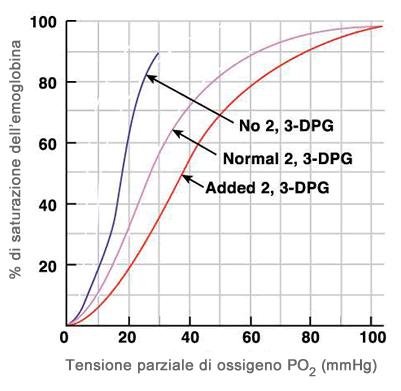 % di saturazione dell'emoglobina
100
80
60
40
20
No 2, 3-DPG
Normal 2, 3-DPG
Added 2, 3-DPG
0 20 40 60 80 100
Tensione parziale di ossigeno PO2 (mmHg)